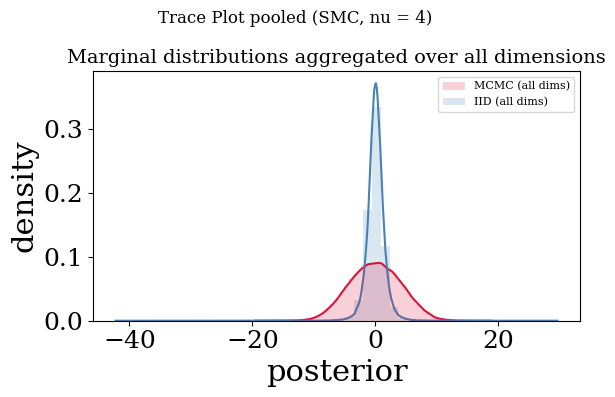 Trace Plot pooled (SMC, nu = 4)
Marginal distributions aggregated over all dimensions
MCMC (all dims)
IID (all dims)
density
0.3
0.2
0.1
0.0
−40
−20
0
20
posterior